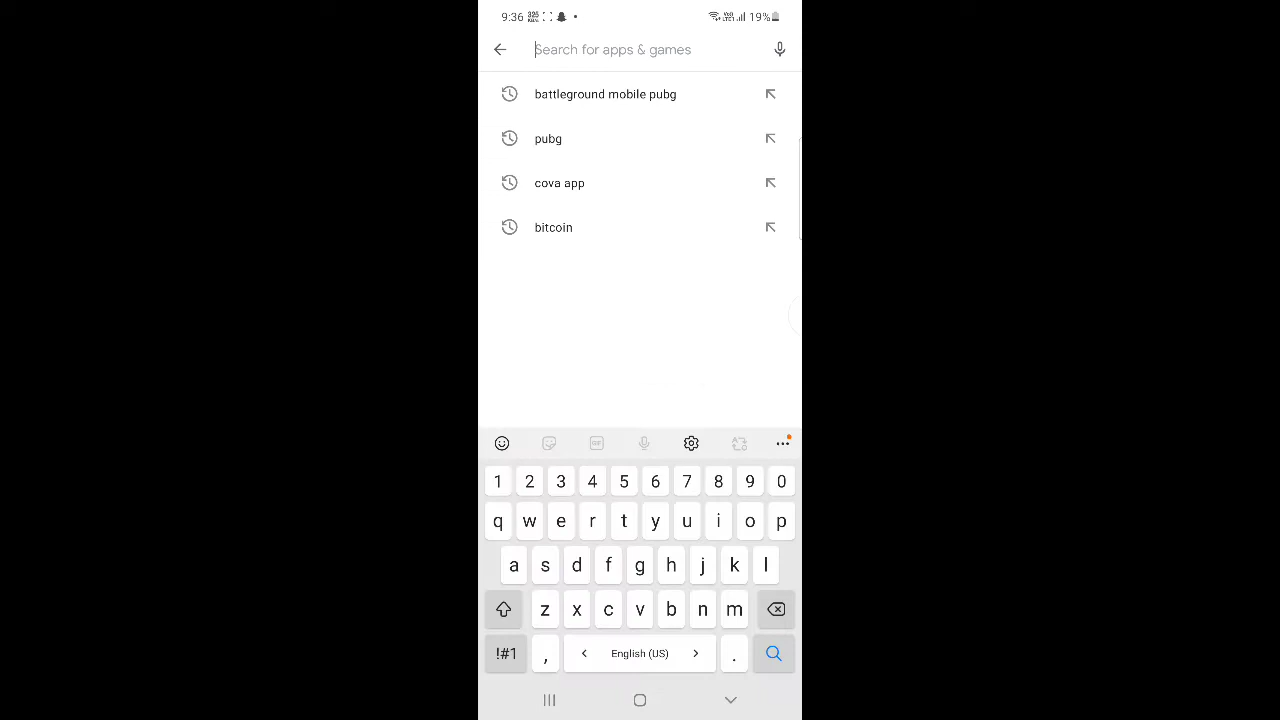 9:36
19%
Search for apps & games
battleground mobile pubg
pubg
cova app
bitcoin
GIF
1 2 3 4 5 6 7 8 9 0
q w e r t y u i o p
a s d f g h j k l
z x c v b n m
!#1 , < English (US) > .